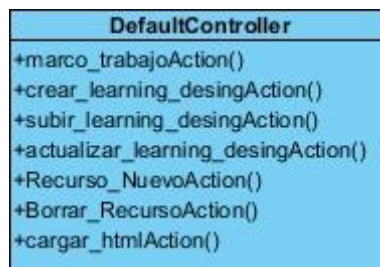 DefaultController
+marco_trabajoAction()
+crear_learning_desingAction()
+subir_learning_desingAction()
+actualizar_learning_desingAction()
+Recurso_NuevoAction()
+Borrar_RecursoAction()
+cargar_htmlAction()